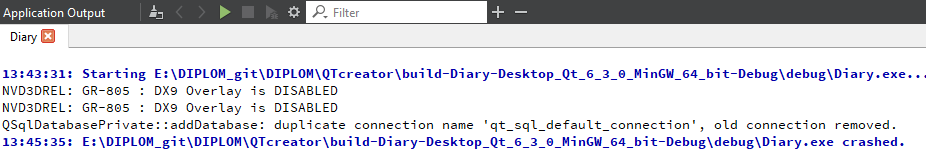 Application Output
Filter
Diary
13:43:31: Starting E:\DIPLOM_git\DIPLOM\QTcreator\build-Diary-Desktop_Qt_6_3_0_MinGW_64_bit-Debug\debug\Diary.exe...
NVD3DREL: GR-805 : DX9 Overlay is DISABLED
NVD3DREL: GR-805 : DX9 Overlay is DISABLED
QSqlDatabasePrivate::addDatabase: duplicate connection name 'qt_sql_default_connection', old connection removed.
13:45:35: E:\DIPLOM_git\DIPLOM\QTcreator\build-Diary-Desktop_Qt_6_3_0_MinGW_64_bit-Debug\debug\Diary.exe crashed.